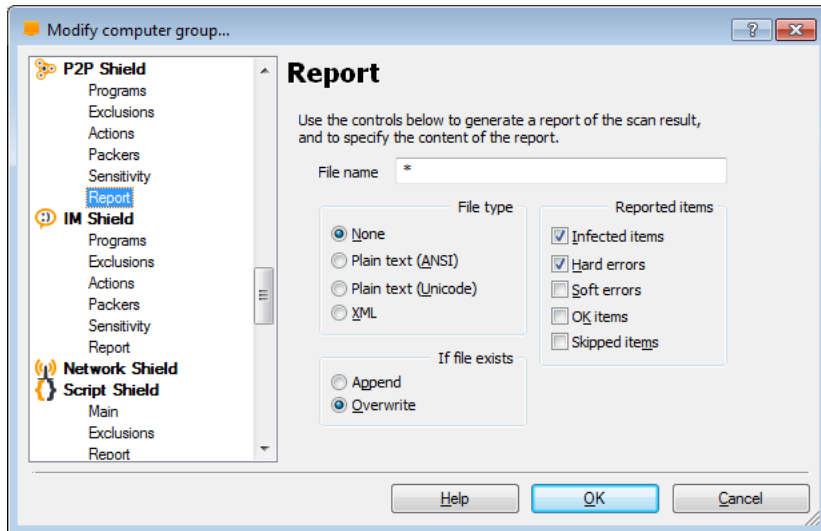 Modify computer group...
P2P Shield
Programs
Exclusions
Actions
Packers
Sensitivity
Report
IM Shield
Programs
Exclusions
Actions
Packers
Sensitivity
Report
Network Shield
Script Shield
Main
Exclusions
Report
Report
Use the controls below to generate a report of the scan result,
and to specify the content of the report.
File name *
File type
None
Plain text (ANSI)
Plain text (Unicode)
XML
If file exists
Append
Overwrite
Reported items
Infected items
Hard errors
Soft errors
OK items
Skipped items
Help OK Cancel